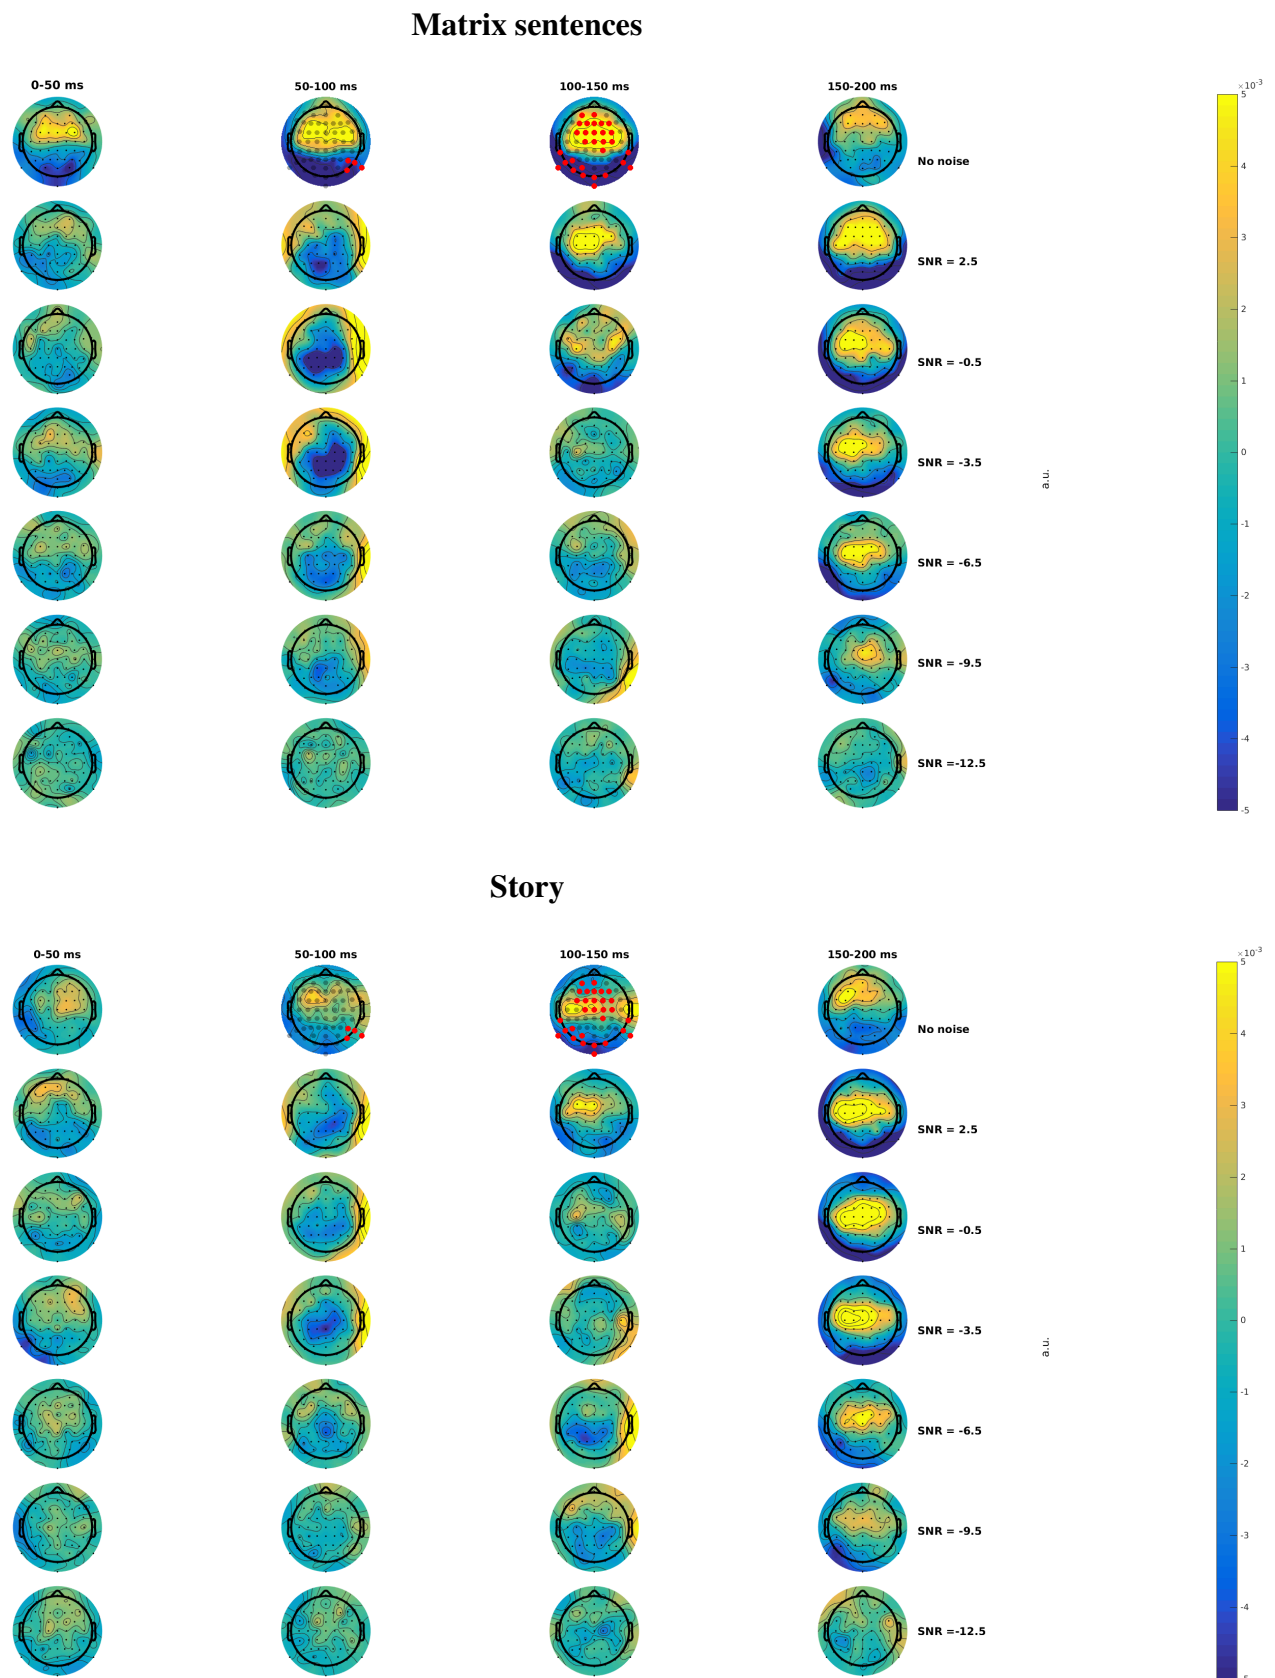 Matrix sentences
0-50 ms
50-100 ms
100-150 ms
150-200 ms
×10-3
5
No noise
4
3
SNR = 2.5
2
SNR = -0.5
1
SNR = -3.5
0
a.u.
-1
SNR = -6.5
-2
SNR = -9.5
-3
-4
SNR =-12.5
-5
Story
0-50 ms
50-100 ms
100-150 ms
150-200 ms
×10-3
5
No noise
4
3
SNR = 2.5
2
SNR = -0.5
1
SNR = -3.5
0
a.u.
-1
SNR = -6.5
-2
SNR = -9.5
-3
-4
SNR =-12.5
-5